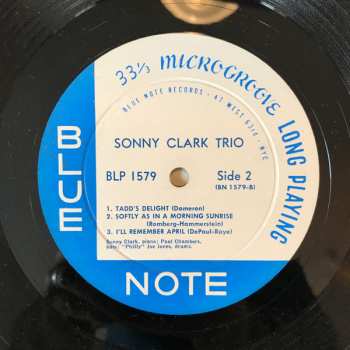 33⅓ MICROGROOVE LONG PLAYING
BLUE NOTE RECORDS • 47 WEST 63rd • NYC
SONNY CLARK TRIO
BLP 1579 Side 2
(BN 1579-B)
1. TADD'S DELIGHT (Dameron)
2. SOFTLY AS IN A MORNING SUNRISE
(Romberg-Hammerstein)
3. I'LL REMEMBER APRIL (DePaul-Raye)
Sonny Clark, piano; Paul Chambers,
bass; "Philly" Joe Jones, drums.
BLUE
NOTE